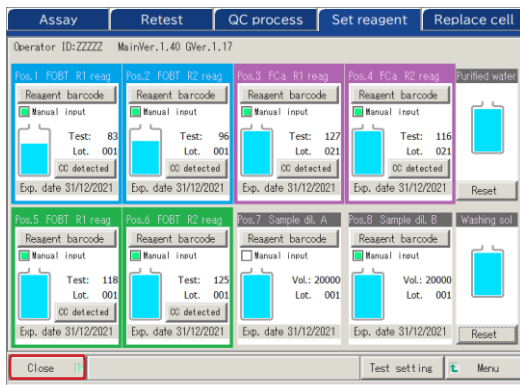 Assay Retest QC process Set reagent Replace cell
Operator ID:ZZZZZ MainVer.1.40 GVer.1.17
Pos.1 FOBT R1 reag Pos.2 FOBT R2 reag Pos.3 FCa R1 reag Pos.4 FCa R2 reag Purified water
Reagent barcode Reagent barcode Reagent barcode Reagent barcode
Manual input Manual input Manual input Manual input
Test: 83 Test: 96 Test: 127 Test: 116
Lot. 001 Lot. 001 Lot. 021 Lot. 021
CC detected CC detected CC detected CC detected
Exp. date 31/12/2021 Exp. date 31/12/2021 Exp. date 31/12/2021 Exp. date 31/12/2021 Reset
Pos.5 FOBT R1 reag Pos.6 FOBT R2 reag Pos.7 Sample dil. A Pos.8 Sample dil. B Washing sol
Reagent barcode Reagent barcode Reagent barcode Reagent barcode
Manual input Manual input Manual input Manual input
Test: 118 Test: 125 Vol.: 20000 Vol.: 20000
Lot. 001 Lot. 001 Lot. 001 Lot. 001
CC detected CC detected
Exp. date 31/12/2021 Exp. date 31/12/2021 Exp. date 31/12/2021 Exp. date 31/12/2021 Reset
Close Test setting Menu